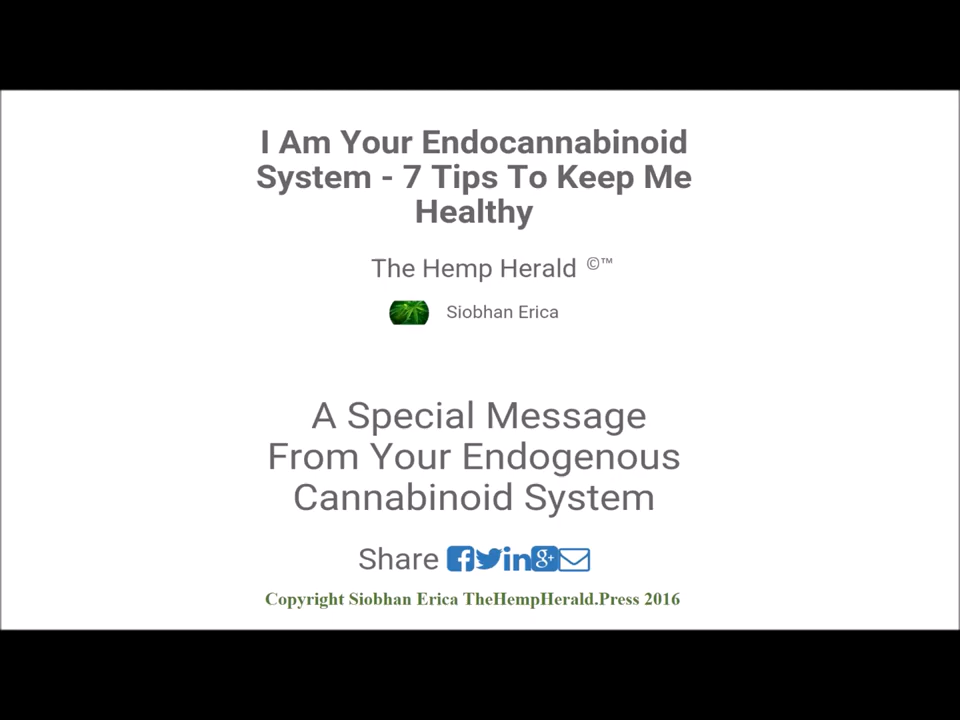 I Am Your Endocannabinoid
System - 7 Tips To Keep Me
Healthy
The Hemp Herald ©™
Siobhan Erica
A Special Message
From Your Endogenous
Cannabinoid System
Share
Copyright Siobhan Erica TheHempHerald.Press 2016